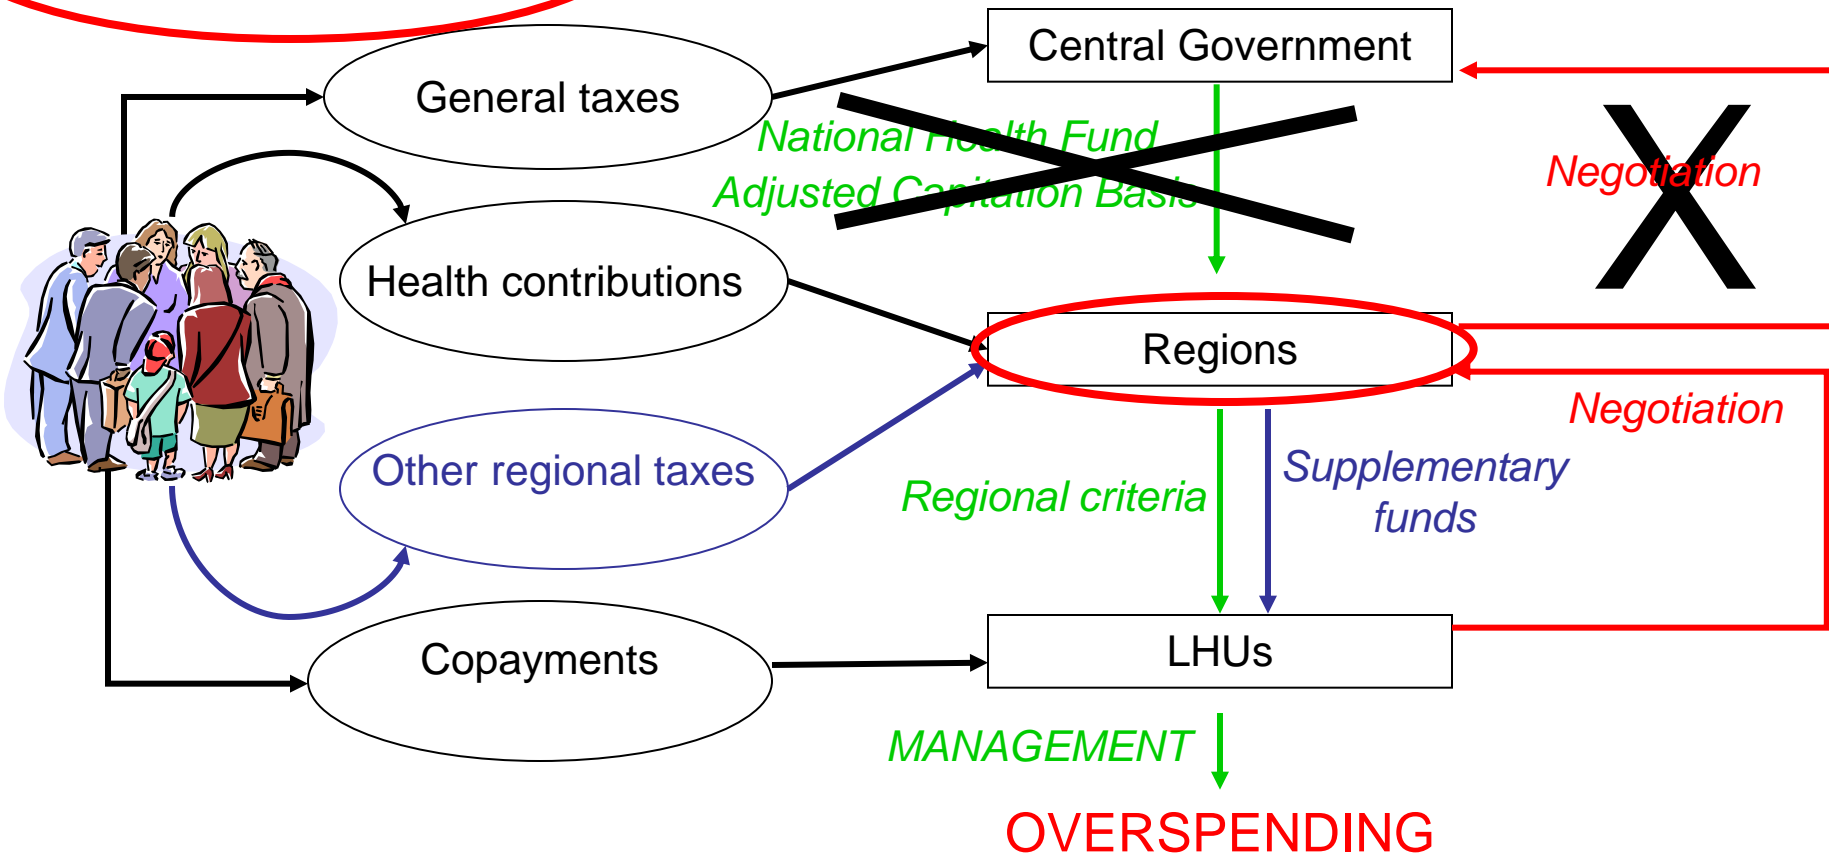 Central Government
General taxes
National Health Fund
Adjusted Capitation Basis
Negotiation
X
Health contributions
Regions
Negotiation
Other regional taxes
Regional criteria
Supplementary
funds
Copayments
LHUs
MANAGEMENT
OVERSPENDING